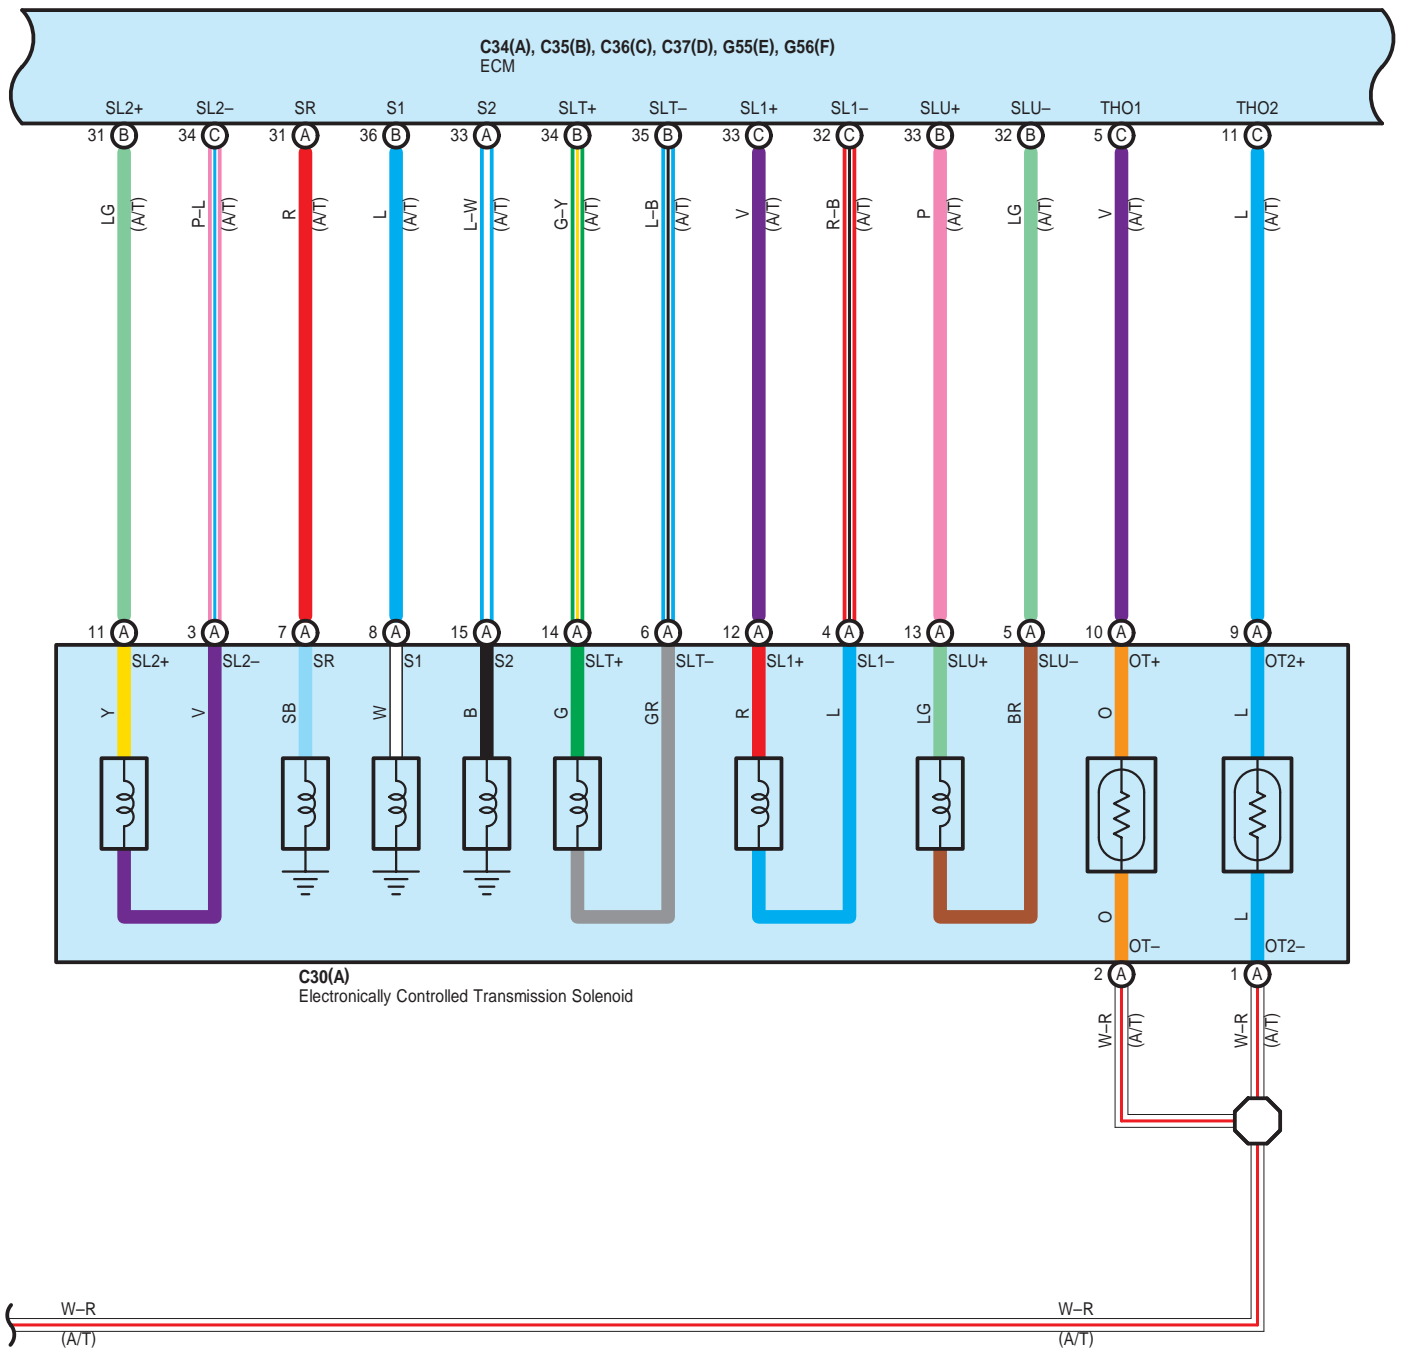 C34(A), C35(B), C36(C), C37(D), G55(E), G56(F)
ECM
SL2+ SL2– SR S1 S2 SLT+ SLT– SL1+ SL1– SLU+ SLU– THO1 THO2
31 B 34 C 31 A 36 B 33 A 34 B 35 B 33 C 32 C 33 B 32 B 5 C 11 C
LG (A/T) P–L (A/T) R (A/T) L (A/T) L–W (A/T) G–Y (A/T) L–B (A/T) V (A/T) R–B (A/T) P (A/T) LG (A/T) V (A/T) L (A/T)
11 A 3 A 7 A 8 A 15 A 14 A 6 A 12 A 4 A 13 A 5 A 10 A 9 A
SL2+ SL2– SR S1 S2 SLT+ SLT– SL1+ SL1– SLU+ SLU– OT+ OT2+
Y V SB W B G GR R L LG BR O L
O L
OT– OT2–
2 A 1 A
C30(A)
Electronically Controlled Transmission Solenoid
W–R (A/T) W–R (A/T)
W–R W–R
(A/T) (A/T)